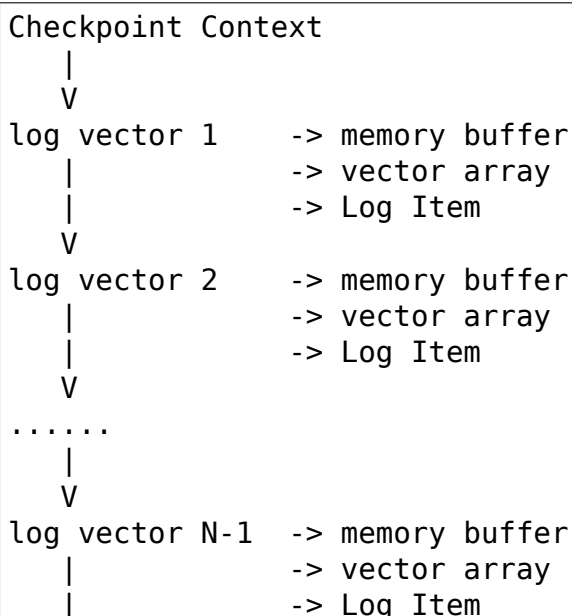 Checkpoint Context
   |
   V
log vector 1    -> memory buffer
   |            -> vector array
   |            -> Log Item
   V
log vector 2    -> memory buffer
   |            -> vector array
   |            -> Log Item
   V
......
   |
   V
log vector N-1  -> memory buffer
   |            -> vector array
   |            -> Log Item